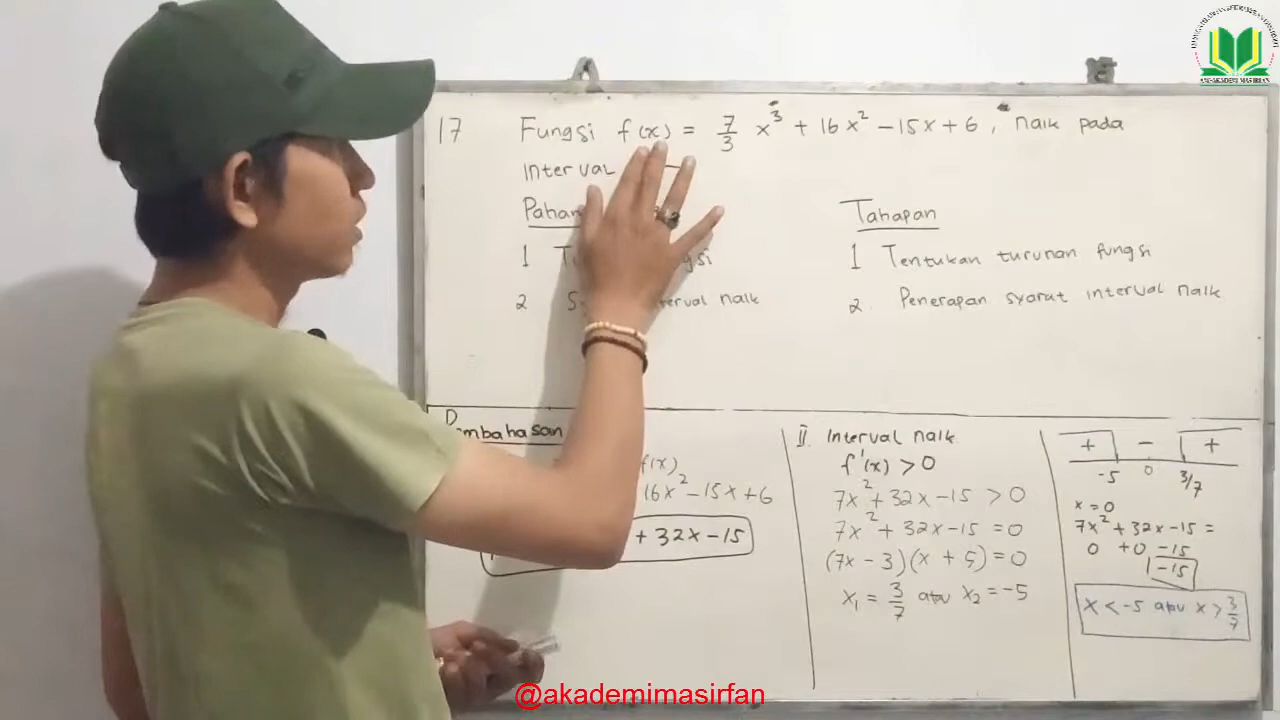 17 Fungsi f(x) = 7/3 x³ + 16x² - 15x + 6, naik pada
interval
Tahapan
1 Tentukan turunan fungsi
2. Penerapan syarat interval naik
1
2 interval naik
Pembahasan
f(x)
16x² - 15x + 6
+ 32x - 15
II Interval naik
f'(x) > 0
7x² + 32x - 15 > 0
7x² + 32x - 15 = 0
(7x - 3)(x + 5) = 0
x₁ = 3/7 atau x₂ = -5
+ - +
-5 0 3/7
x = 0
7x² + 32x - 15 =
0 + 0 - 15
-15
x < -5 atau x > 3/7
@akademimasirfan